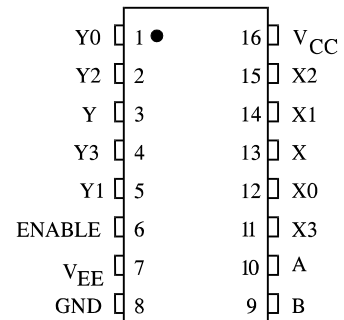 Y0 1 16 VCC
Y2 2 15 X2
Y 3 14 X1
Y3 4 13 X
Y1 5 12 X0
ENABLE 6 11 X3
VEE 7 10 A
GND 8 9 B